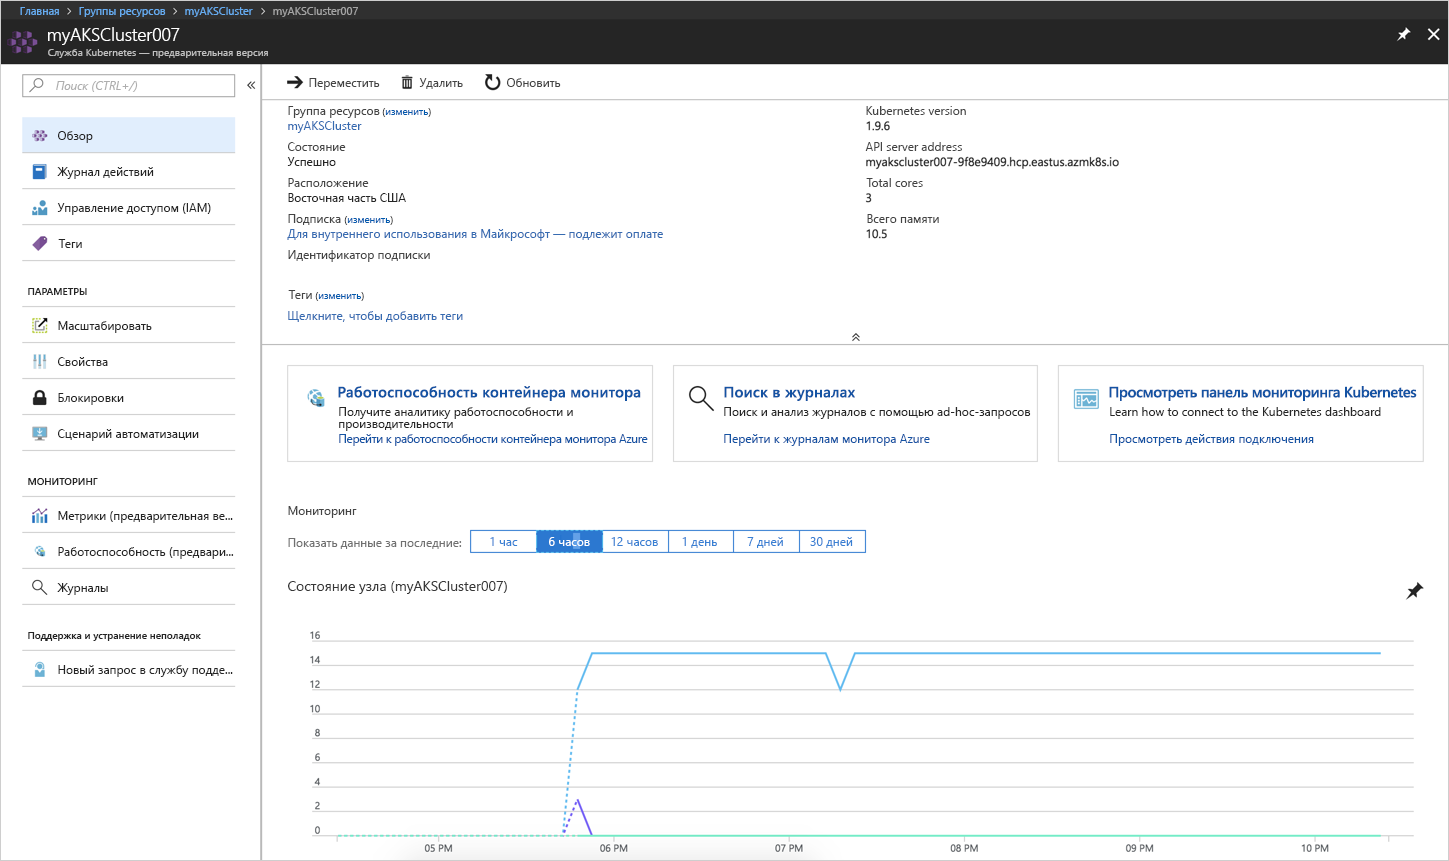 Главная > Группы ресурсов > myAKSCluster > myAKSCluster007
myAKSCluster007
Служба Kubernetes — предварительная версия
Поиск (CTRL+/)
«
Обзор
Журнал действий
Управление доступом (IAM)
Теги
ПАРАМЕТРЫ
Масштабировать
Свойства
Блокировки
Сценарий автоматизации
МОНИТОРИНГ
Метрики (предварительная ве...
Работоспособность (предвари...
Журналы
Поддержка и устранение неполадок
Новый запрос в службу подде...
Переместить Удалить Обновить
Группа ресурсов (изменить)
myAKSCluster
Состояние
Успешно
Расположение
Восточная часть США
Подписка (изменить)
Для внутреннего использования в Майкрософт — подлежит оплате
Идентификатор подписки
Теги (изменить)
Щелкните, чтобы добавить теги
Kubernetes version
1.9.6
API server address
myakscluster007-9f8e9409.hcp.eastus.azmk8s.io
Total cores
3
Всего памяти
10.5
Работоспособность контейнера монитора
Получите аналитику работоспособности и
производительности
Перейти к работоспособности контейнера монитора Azure
Поиск в журналах
Поиск и анализ журналов с помощью ad-hoc-запросов
Перейти к журналам монитора Azure
Просмотреть панель мониторинга Kubernetes
Learn how to connect to the Kubernetes dashboard
Просмотреть действия подключения
Мониторинг
Показать данные за последние: 1 час 6 часов 12 часов 1 день 7 дней 30 дней
Состояние узла (myAKSCluster007)
16
14
12
10
8
6
4
2
0
05 PM 06 PM 07 PM 08 PM 09 PM 10 PM